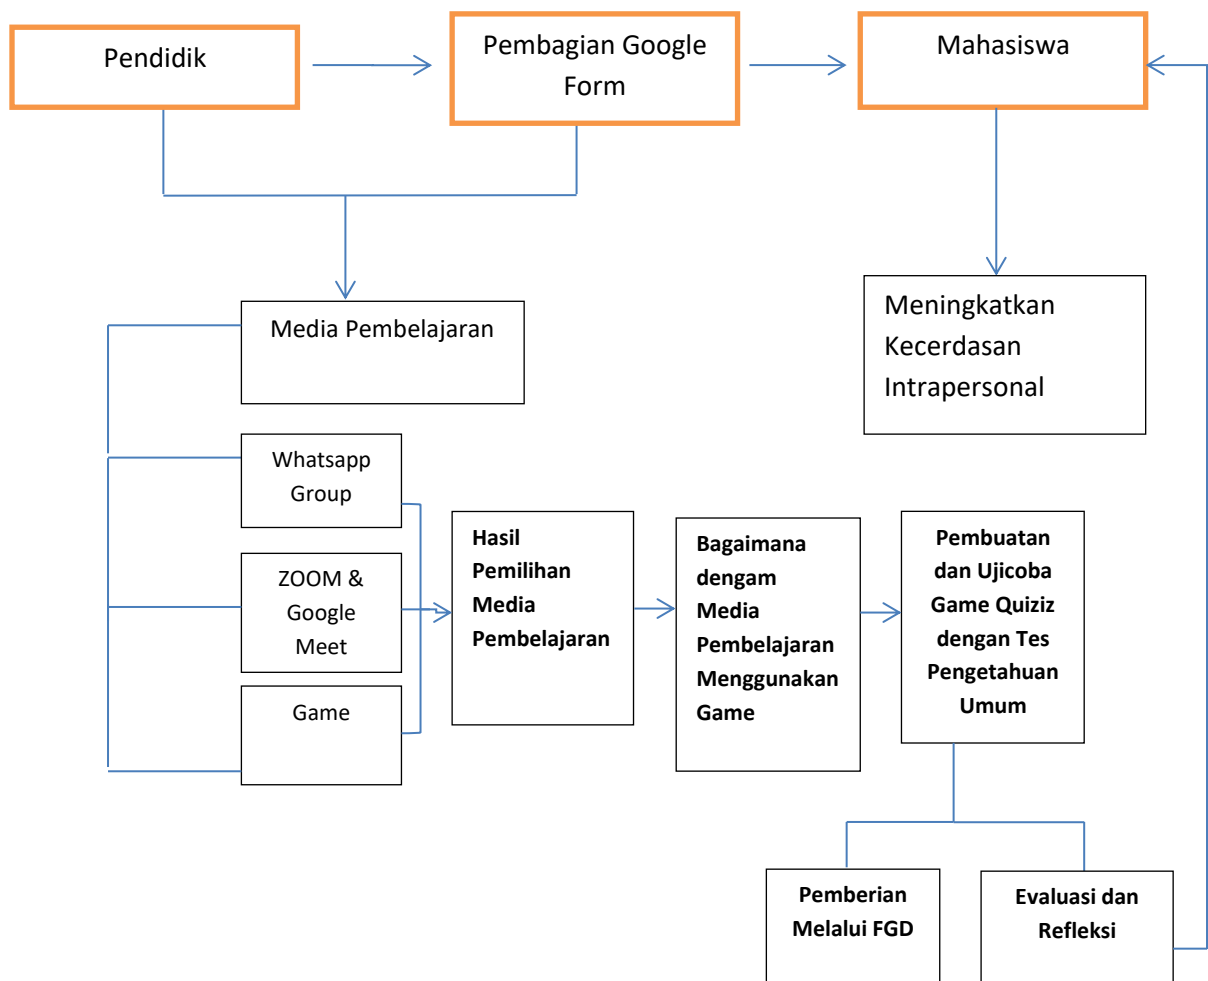 Pendidik
Pembagian Google
Form
Mahasiswa
Media Pembelajaran
Meningkatkan
Kecerdasan
Intrapersonal
Whatsapp
Group
ZOOM &
Google
Meet
Game
Hasil
Pemilihan
Media
Pembelajaran
Bagaimana
dengam
Media
Pembelajaran
Menggunakan
Game
Pembuatan
dan Ujicoba
Game Quiziz
dengan Tes
Pengetahuan
Umum
Pemberian
Melalui FGD
Evaluasi dan
Refleksi